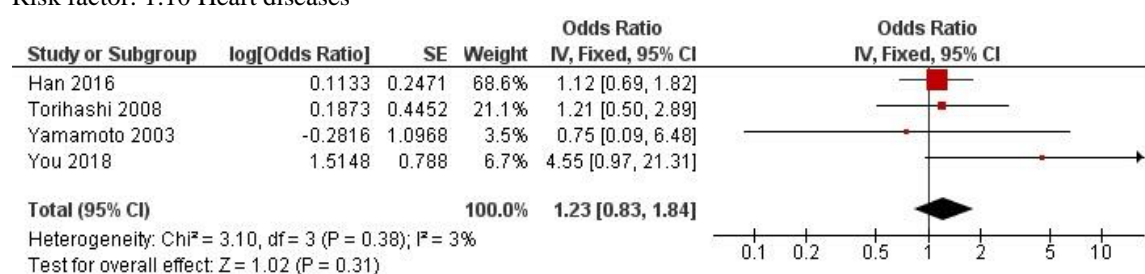 Risk factor: 1.10 Heart diseases
Odds Ratio Odds Ratio
Study or Subgroup log[Odds Ratio] SE Weight IV, Fixed, 95% CI IV, Fixed, 95% CI
Han 2016 0.1133 0.2471 68.6% 1.12 [0.69, 1.82]
Torihashi 2008 0.1873 0.4452 21.1% 1.21 [0.50, 2.89]
Yamamoto 2003 -0.2816 1.0968 3.5% 0.75 [0.09, 6.48]
You 2018 1.5148 0.788 6.7% 4.55 [0.97, 21.31]
Total (95% CI) 100.0% 1.23 [0.83, 1.84]
Heterogeneity: Chi² = 3.10, df = 3 (P = 0.38); I² = 3%
Test for overall effect: Z = 1.02 (P = 0.31)
0.1 0.2 0.5 1 2 5 10